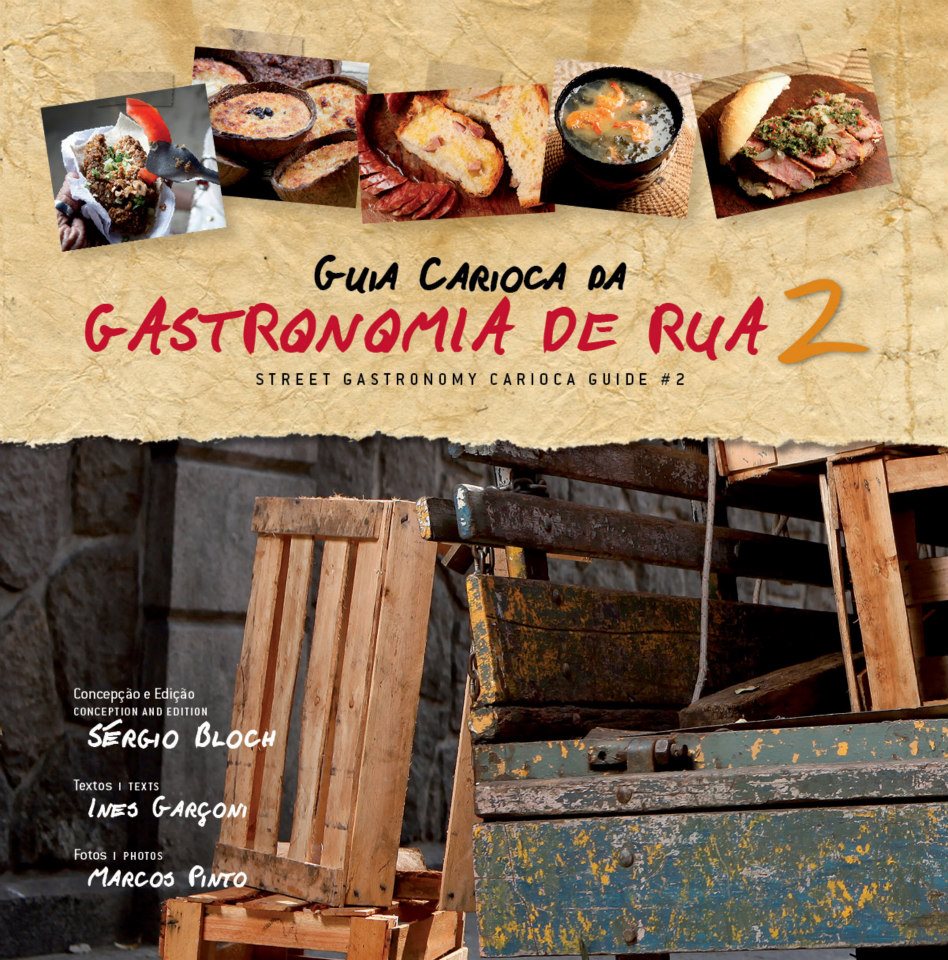 GUIA CARIOCA DA
GASTRONOMIA DE RUA 2
STREET GASTRONOMY CARIOCA GUIDE #2
Concepção e Edição
CONCEPTION AND EDITION
SÉRGIO BLOCH
Textos | TEXTS
INES GARÇONI
Fotos | PHOTOS
MARCOS PINTO